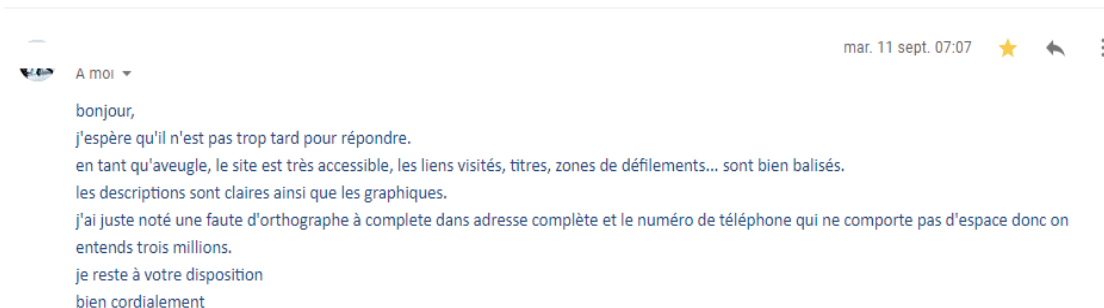 mar. 11 sept. 07:07
A moi
bonjour,
j'espère qu'il n'est pas trop tard pour répondre.
en tant qu'aveugle, le site est très accessible, les liens visités, titres, zones de défilements... sont bien balisés.
les descriptions sont claires ainsi que les graphiques.
j'ai juste noté une faute d'orthographe à complete dans adresse complète et le numéro de téléphone qui ne comporte pas d'espace donc on
entends trois millions.
je reste à votre disposition
bien cordialement